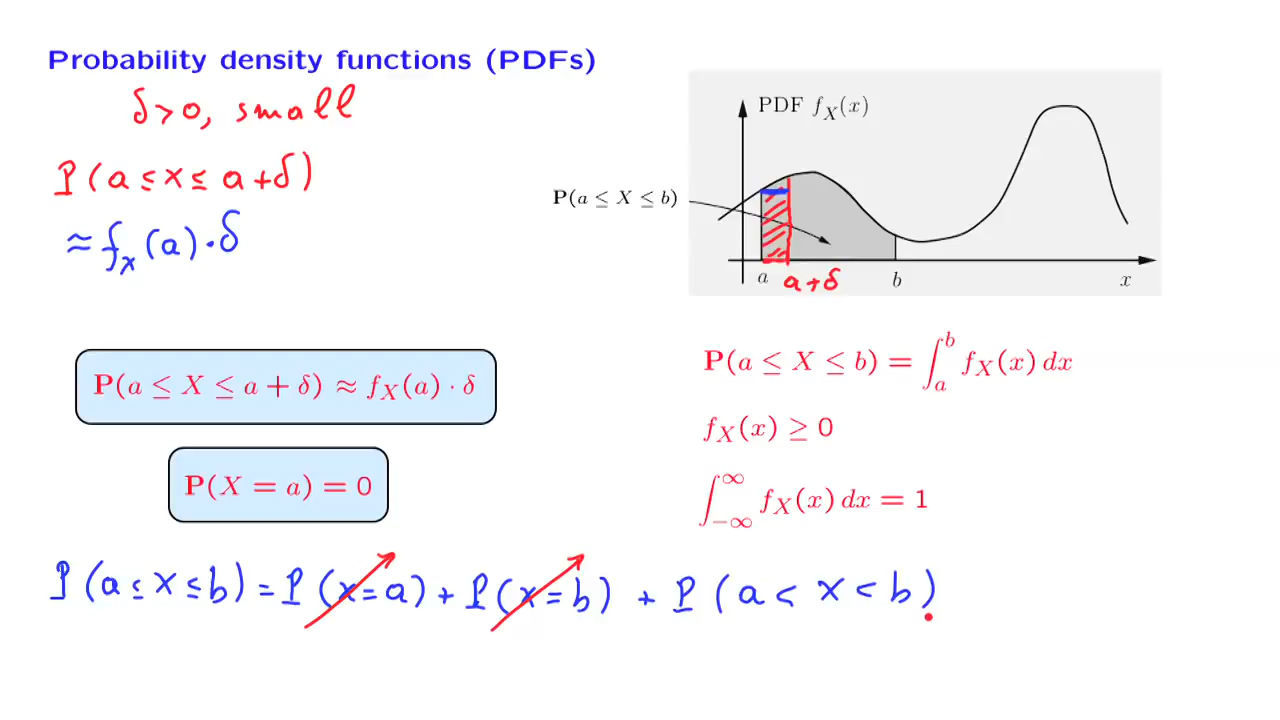 Probability density functions (PDFs)
δ>0, small
P(a≤x≤a+δ)
≈ f_x(a)·δ
PDF f_X(x)
P(a ≤ X ≤ b)
a
a+δ
b
x
P(a ≤ X ≤ a + δ) ≈ f_X(a) · δ
P(X = a) = 0
P(a ≤ X ≤ b) = ∫_a^b f_X(x) dx
f_X(x) ≥ 0
∫_{-∞}^{∞} f_X(x) dx = 1
P(a≤x≤b) = P(x=a) + P(x=b) + P(a<x<b)